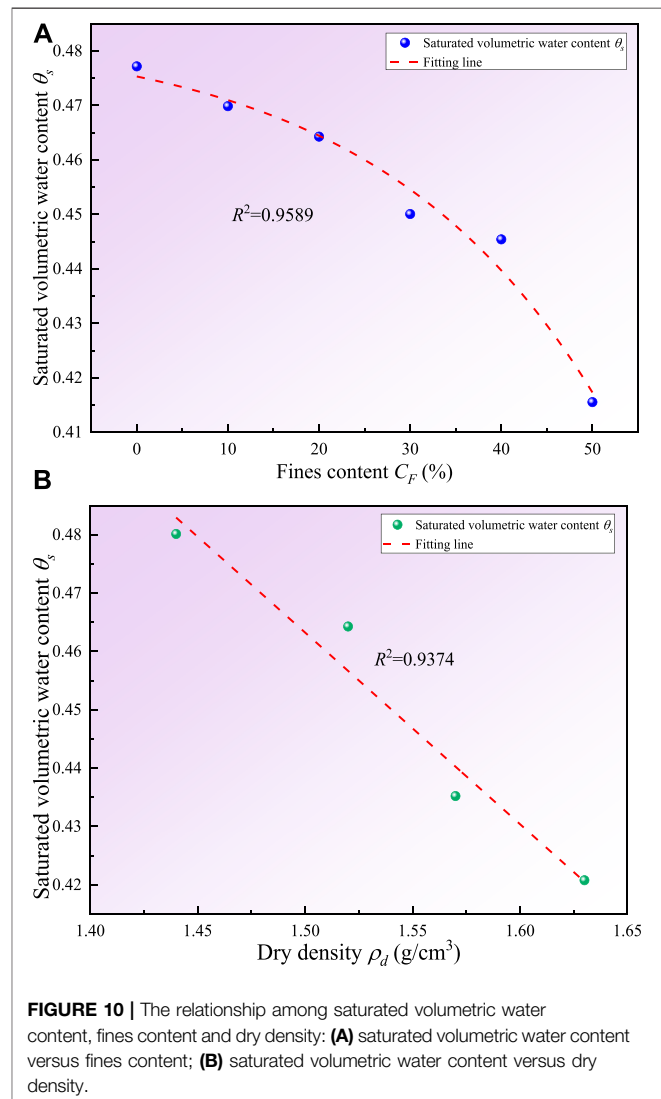 A
Saturated volumetric water content θs
0.48
0.47
0.46
0.45
0.44
0.43
0.42
0.41
Saturated volumetric water content θs
Fitting line
R²=0.9589
0 10 20 30 40 50
Fines content CF (%)
B
Saturated volumetric water content θs
0.48
0.47
0.46
0.45
0.44
0.43
0.42
Saturated volumetric water content θs
Fitting line
R²=0.9374
1.40 1.45 1.50 1.55 1.60 1.65
Dry density ρd (g/cm³)
FIGURE 10 | The relationship among saturated volumetric water
content, fines content and dry density: (A) saturated volumetric water content
versus fines content; (B) saturated volumetric water content versus dry
density.